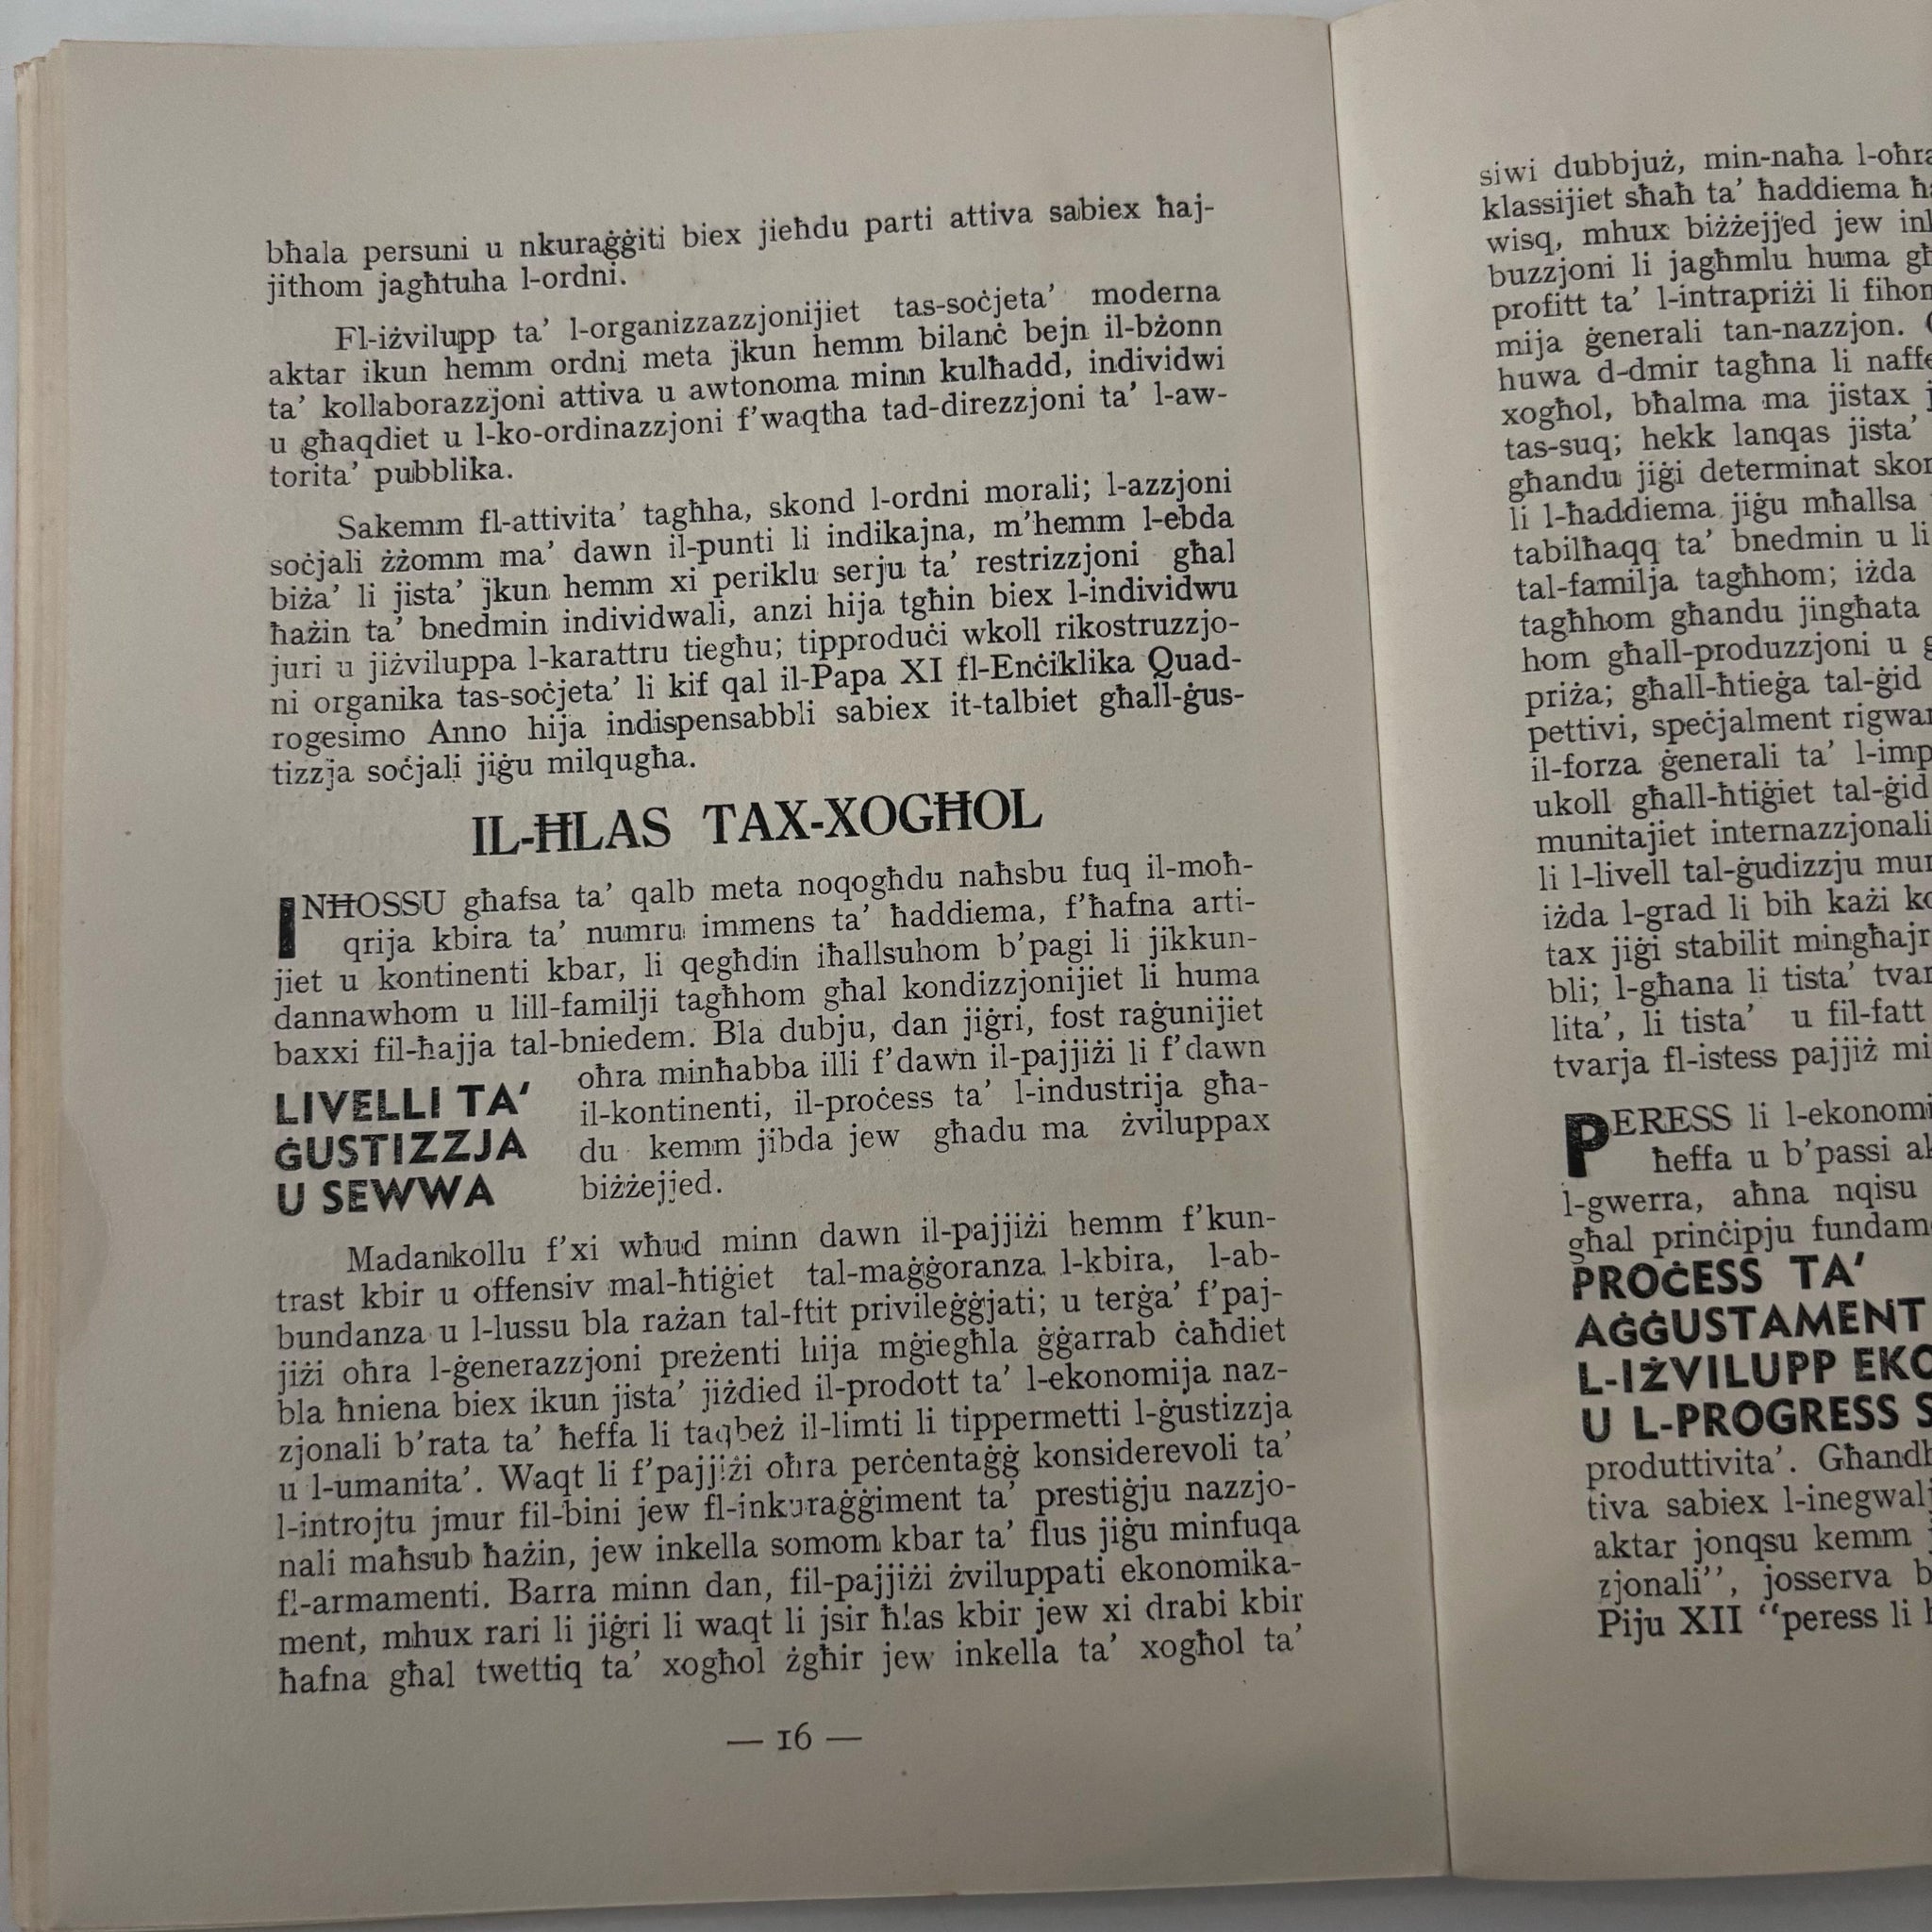 bħala persuni u nkuraġġiti biex jieħdu parti attiva sabiex ħaj-
jithom jagħtuha l-ordni.
Fl-iżvilupp ta' l-organizzazzjonijiet tas-soċjeta' moderna
aktar ikun hemm ordni meta jkun hemm bilanċ bejn il-bżonn
ta' kollaborazzjoni attiva u awtonoma minn kulħadd, individwi
u għaqdiet u l-ko-ordinazzjoni f'waqtha tad-direzzjoni ta' l-aw-
torita' pubblika.
Sakemm fl-attivita' tagħha, skond l-ordni morali; l-azzjoni
soċjali żżomm ma' dawn il-punti li indikajna, m'hemm l-ebda
biża' li jista' jkun hemm xi periklu serju ta' restrizzjoni għal
ħażin ta' bnedmin individwali, anzi hija tgħin biex l-individwu
juri u jiżviluppa l-karattru tiegħu; tipproduċi wkoll rikostruzzjo-
ni organika tas-soċjeta' li kif qal il-Papa XI fl-Enċiklika Quad-
rogesimo Anno hija indispensabbli sabiex it-talbiet għall-ġus-
tizzja soċjali jiġu milqugħa.
IL-ĦLAS TAX-XOGĦOL
INĦOSSU għafsa ta' qalb meta noqogħdu naħsbu fuq il-moħ-
qrija kbira ta' numru immens ta' ħaddiema, f'ħafna arti-
jiet u kontinenti kbar, li qegħdin iħallsuhom b'pagi li jikkun-
dannawhom u lill-familji tagħhom għal kondizzjonijiet li huma
baxxi fil-ħajja tal-bniedem. Bla dubju, dan jiġri, fost raġunijiet
oħra minħabba illi f'dawn il-pajjiżi li f'dawn
il-kontinenti, il-proċess ta' l-industrija għa-
du kemm jibda jew għadu ma żviluppax
biżżejjed.
LIVELLI TA'
ĠUSTIZZJA
U SEWWA
Madankollu f'xi wħud minn dawn il-pajjiżi hemm f'kun-
trast kbir u offensiv mal-ħtiġiet tal-maġġoranza l-kbira, l-ab-
bundanza u l-lussu bla rażan tal-ftit privileġġjati; u terġa' f'paj-
jiżi oħra l-ġenerazzjoni preżenti hija mġiegħla ġġarrab ċaħdiet
bla ħniena biex ikun jista' jiżdied il-prodott ta' l-ekonomija naz-
zjonali b'rata ta' ħeffa li taqbeż il-limti li tippermetti l-ġustizzja
u l-umanita'. Waqt li f'pajjiżi oħra perċentaġġ konsiderevoli ta'
l-introjtu jmur fil-bini jew fl-inkuraġġiment ta' prestiġju nazzjo-
nali maħsub ħażin, jew inkella somom kbar ta' flus jiġu minfuqa
fl-armamenti. Barra minn dan, fil-pajjiżi żviluppati ekonomika-
ment, mhux rari li jiġri li waqt li jsir ħlas kbir jew xi drabi kbir
ħafna għal twettiq ta' xogħol żgħir jew inkella ta' xogħol ta'
— 16 —
siwi dubbjuż, min-naħa l-oħra
klassijiet sħaħ ta' ħaddiema
wisq, mhux biżżejjed jew
buzzjoni li jagħmlu huma
profitt ta' l-intrapriżi li
mija ġenerali tan-nazzjon.
huwa d-dmir tagħna li
xogħol, bħalma ma jistax
tas-suq; hekk lanqas jista'
għandu jiġi determinat
li l-ħaddiema jiġu mħallsa
tabilħaqq ta' bnedmin u li
tal-familja tagħhom; iżda
tagħhom għandu jingħata
hom għall-produzzjoni u
priża; għall-ħtieġa tal-ġid
pettivi, speċjalment
il-forza ġenerali ta'
ukoll għall-ħtiġiet tal-ġid
munitajiet internazzjonali
li l-livell tal-ġudizzju
iżda l-grad li bih każi
tax jiġi stabilit mingħajr
bli; l-għana li tista'
lita', li tista' u fil-fatt
tvarja fl-istess pajjiż
PERESS li l-ekonomi
ħeffa u b'passi
l-gwerra, aħna nqisu
għal prinċipju
PROĊESS TA'
AĠĠUSTAMENT
L-IŻVILUPP
U L-PROGRESS
produttivita'.
tiva sabiex
aktar jonqsu kemm
zjonali", josserva
Piju XII "peress li